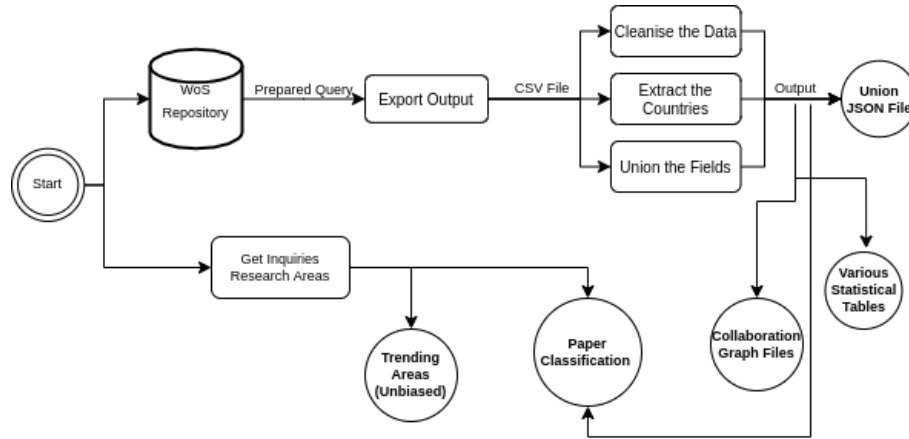 Cleanise the Data
WoS
Repository
Prepared Query
Export Output
CSV File
Extract the
Countries
Output
Union
JSON File
Union the Fields
Start
Get Inquiries
Research Areas
Various
Statistical
Tables
Collaboration
Graph Files
Paper
Classification
Trending
Areas
(Unbiased)